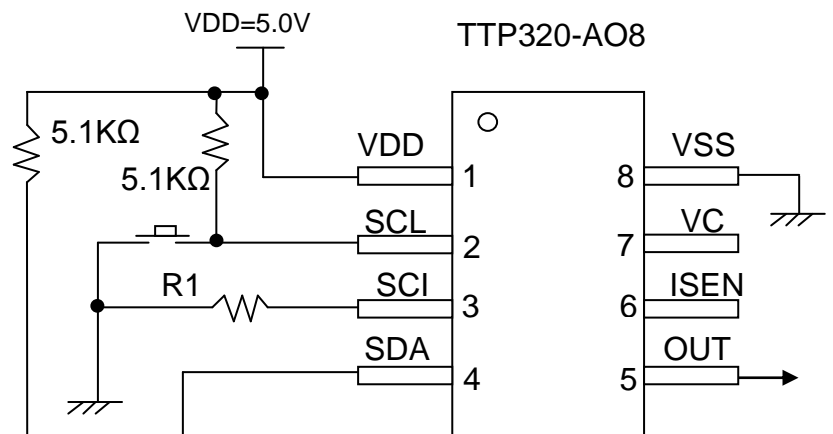 VDD=5.0V
TTP320-AO8
5.1KΩ
5.1KΩ
VDD
1
8
VSS
SCL
2
7
VC
R1
SCI
3
6
ISEN
SDA
4
5
OUT